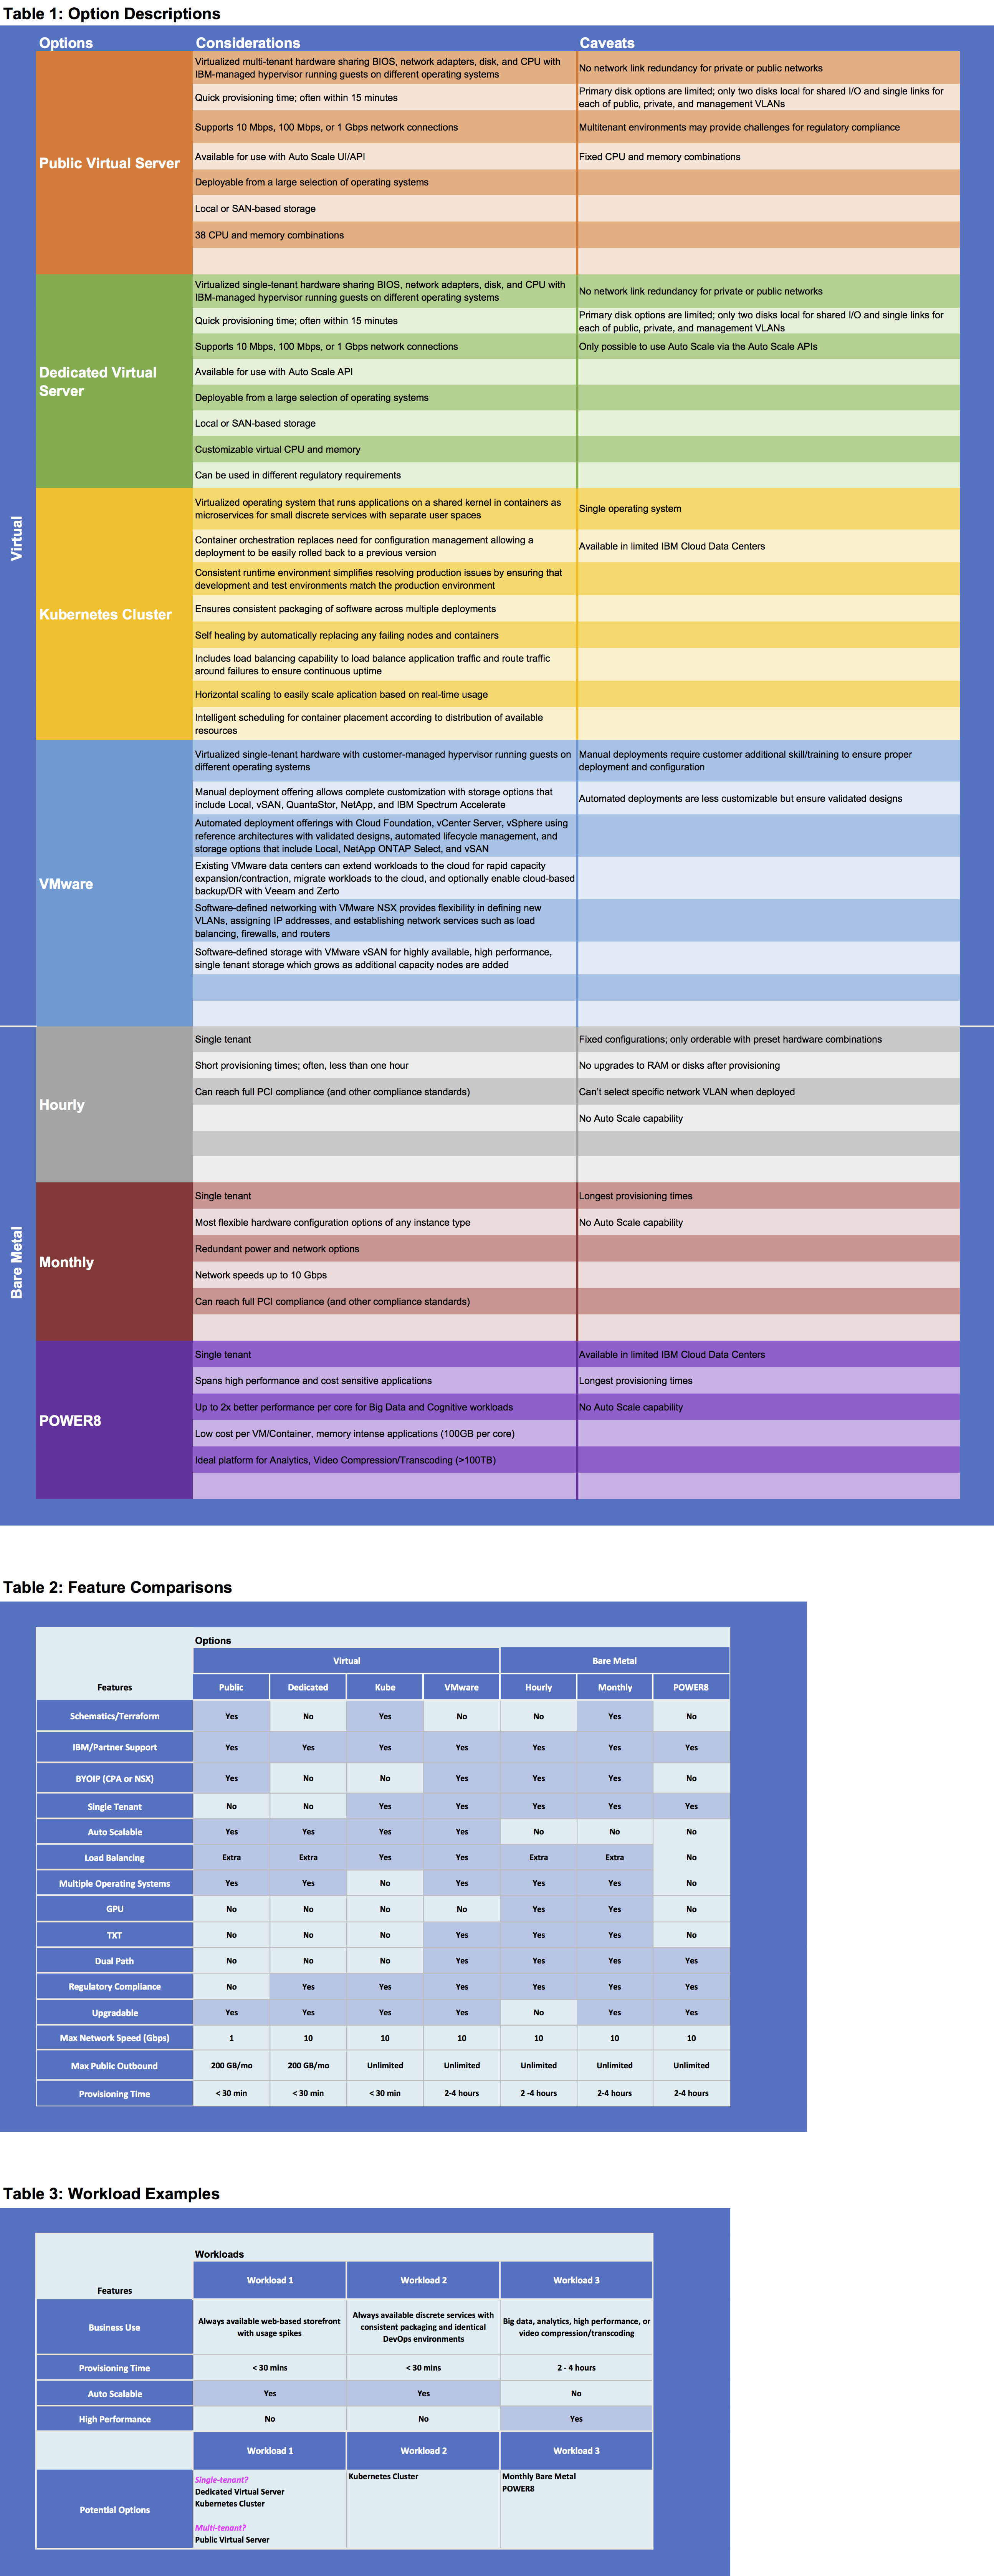 Table 1: Option Descriptions
Options Considerations Caveats
Virtual
Public Virtual Server
Virtualized multi-tenant hardware sharing BIOS, network adapters, disk, and CPU with
IBM-managed hypervisor running guests on different operating systems
No network link redundancy for private or public networks
Quick provisioning time; often within 15 minutes
Primary disk options are limited; only two disks local for shared I/O and single links for
each of public, private, and management VLANs
Supports 10 Mbps, 100 Mbps, or 1 Gbps network connections
Multitenant environments may provide challenges for regulatory compliance
Available for use with Auto Scale UI/API
Fixed CPU and memory combinations
Deployable from a large selection of operating systems
Local or SAN-based storage
38 CPU and memory combinations
Dedicated Virtual
Server
Virtualized single-tenant hardware sharing BIOS, network adapters, disk, and CPU with
IBM-managed hypervisor running guests on different operating systems
No network link redundancy for private or public networks
Quick provisioning time; often within 15 minutes
Primary disk options are limited; only two disks local for shared I/O and single links for
each of public, private, and management VLANs
Supports 10 Mbps, 100 Mbps, or 1 Gbps network connections
Only possible to use Auto Scale via the Auto Scale APIs
Available for use with Auto Scale API
Deployable from a large selection of operating systems
Local or SAN-based storage
Customizable virtual CPU and memory
Can be used in different regulatory requirements
Kubernetes Cluster
Virtualized operating system that runs applications on a shared kernel in containers as
microservices for small discrete services with separate user spaces
Single operating system
Container orchestration replaces need for configuration management allowing a
deployment to be easily rolled back to a previous version
Available in limited IBM Cloud Data Centers
Consistent runtime environment simplifies resolving production issues by ensuring that
development and test environments match the production environment
Ensures consistent packaging of software across multiple deployments
Self healing by automatically replacing any failing nodes and containers
Includes load balancing capability to load balance application traffic and route traffic
around failures to ensure continuous uptime
Horizontal scaling to easily scale aplication based on real-time usage
Intelligent scheduling for container placement according to distribution of available
resources
VMware
Virtualized single-tenant hardware with customer-managed hypervisor running guests on
different operating systems
Manual deployments require customer additional skill/training to ensure proper
deployment and configuration
Manual deployment offering allows complete customization with storage options that
include Local, vSAN, QuantaStor, NetApp, and IBM Spectrum Accelerate
Automated deployments are less customizable but ensure validated designs
Automated deployment offerings with Cloud Foundation, vCenter Server, vSphere using
reference architectures with validated designs, automated lifecycle management, and
storage options that include Local, NetApp ONTAP Select, and vSAN
Existing VMware data centers can extend workloads to the cloud for rapid capacity
expansion/contraction, migrate workloads to the cloud, and optionally enable cloud-based
backup/DR with Veeam and Zerto
Software-defined networking with VMware NSX provides flexibility in defining new
VLANs, assigning IP addresses, and establishing network services such as load
balancing, firewalls, and routers
Software-defined storage with VMware vSAN for highly available, high performance,
single tenant storage which grows as additional capacity nodes are added
Bare Metal
Hourly
Single tenant
Fixed configurations; only orderable with preset hardware combinations
Short provisioning times; often, less than one hour
No upgrades to RAM or disks after provisioning
Can reach full PCI compliance (and other compliance standards)
Can't select specific network VLAN when deployed
No Auto Scale capability
Monthly
Single tenant
Longest provisioning times
Most flexible hardware configuration options of any instance type
No Auto Scale capability
Redundant power and network options
Network speeds up to 10 Gbps
Can reach full PCI compliance (and other compliance standards)
POWER8
Single tenant
Available in limited IBM Cloud Data Centers
Spans high performance and cost sensitive applications
Longest provisioning times
Up to 2x better performance per core for Big Data and Cognitive workloads
No Auto Scale capability
Low cost per VM/Container, memory intense applications (100GB per core)
Ideal platform for Analytics, Video Compression/Transcoding (>100TB)
Table 2: Feature Comparisons
Options
Virtual Bare Metal
Features Public Dedicated Kube VMware Hourly Monthly POWER8
Schematics/Terraform Yes No Yes No No Yes No
IBM/Partner Support Yes Yes Yes Yes Yes Yes Yes
BYOIP (CPA or NSX) Yes No No Yes Yes Yes No
Single Tenant No No Yes Yes Yes Yes Yes
Auto Scalable Yes Yes Yes Yes No No No
Load Balancing Extra Extra Yes Yes Extra Extra No
Multiple Operating Systems Yes Yes No Yes Yes Yes No
GPU No No No No Yes Yes No
TXT No No No Yes Yes Yes No
Dual Path No No No Yes Yes Yes Yes
Regulatory Compliance No Yes Yes Yes Yes Yes Yes
Upgradable Yes Yes Yes Yes No Yes Yes
Max Network Speed (Gbps) 1 10 10 10 10 10 10
Max Public Outbound 200 GB/mo 200 GB/mo Unlimited Unlimited Unlimited Unlimited Unlimited
Provisioning Time < 30 min < 30 min < 30 min 2-4 hours 2 -4 hours 2-4 hours 2-4 hours
Table 3: Workload Examples
Workloads
Features Workload 1 Workload 2 Workload 3
Business Use
Always available web-based storefront
with usage spikes
Always available discrete services with
consistent packaging and identical
DevOps environments
Big data, analytics, high performance, or
video compression/transcoding
Provisioning Time < 30 mins < 30 mins 2 - 4 hours
Auto Scalable Yes Yes No
High Performance No No Yes
Workload 1 Workload 2 Workload 3
Potential Options
Single-tenant?
Dedicated Virtual Server
Kubernetes Cluster
Multi-tenant?
Public Virtual Server
Kubernetes Cluster
Monthly Bare Metal
POWER8